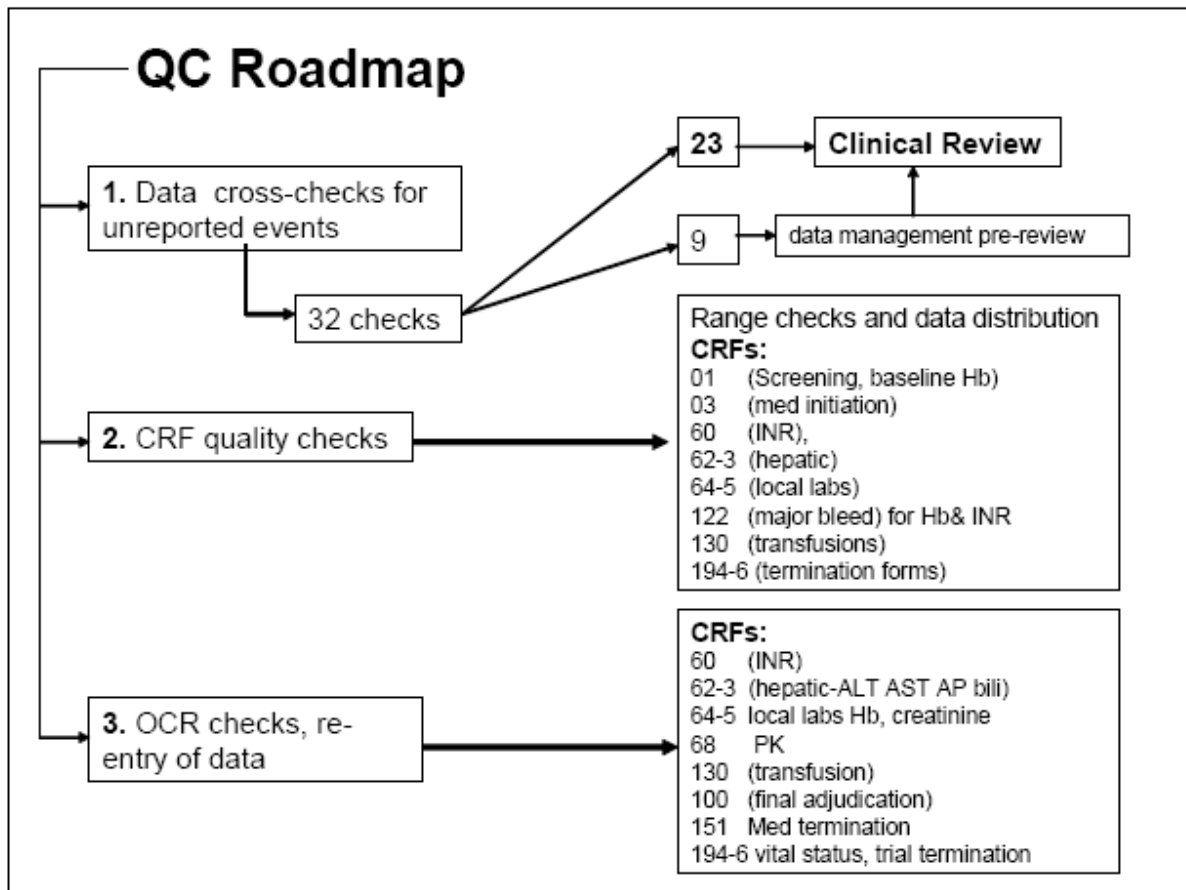 QC Roadmap
1. Data cross-checks for
unreported events
32 checks
23
Clinical Review
9
data management pre-review
2. CRF quality checks
Range checks and data distribution
CRFs:
01 (Screening, baseline Hb)
03 (med initiation)
60 (INR),
62-3 (hepatic)
64-5 (local labs)
122 (major bleed) for Hb& INR
130 (transfusions)
194-6 (termination forms)
3. OCR checks, re-
entry of data
CRFs:
60 (INR)
62-3 (hepatic-ALT AST AP bili)
64-5 local labs Hb, creatinine
68 PK
130 (transfusion)
100 (final adjudication)
151 Med termination
194-6 vital status, trial termination